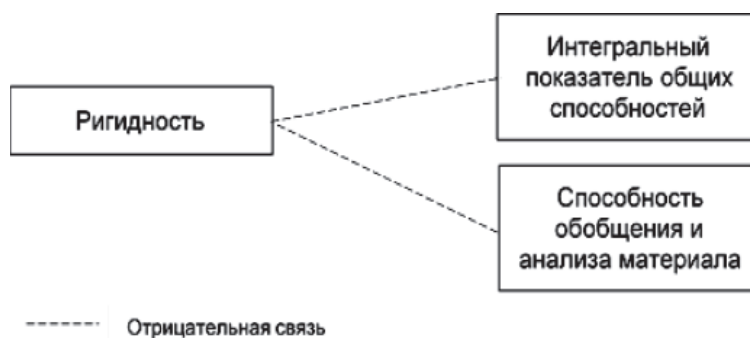 Ригидность
Интегральный
показатель общих
способностей
Способность
обобщения и
анализа материала
Отрицательная связь